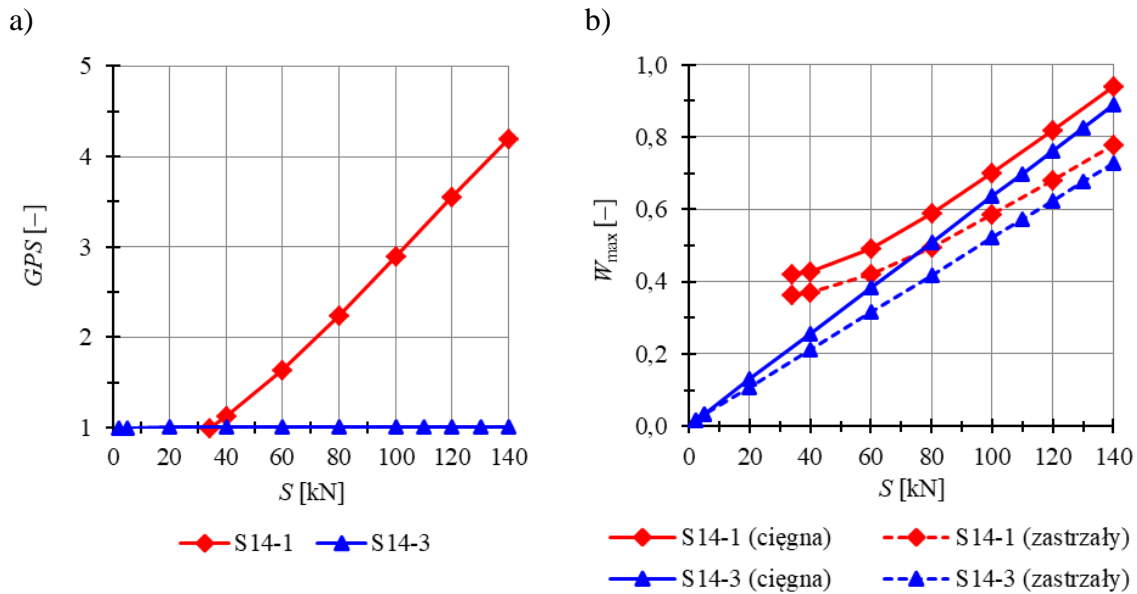 a)
5
4
3
2
1
GPS [–]
0 20 40 60 80 100 120 140
S [kN]
S14-1 S14-3
b)
1,0
0,8
0,6
0,4
0,2
0,0
Wmax [–]
0 20 40 60 80 100 120 140
S [kN]
S14-1 (cięgna) S14-1 (zastrzały)
S14-3 (cięgna) S14-3 (zastrzały)